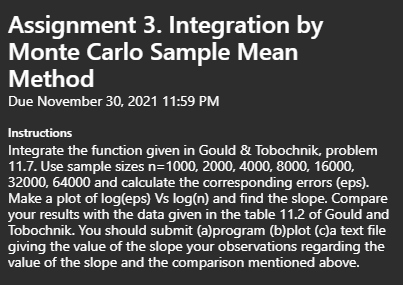 Assignment 3. Integration by
Monte Carlo Sample Mean
Method
Due November 30, 2021 11:59 PM
Instructions
Integrate the function given in Gould & Tobochnik, problem
11.7. Use sample sizes n=1000, 2000, 4000, 8000, 16000,
32000, 64000 and calculate the corresponding errors (eps).
Make a plot of log(eps) Vs log(n) and find the slope. Compare
your results with the data given in the table 11.2 of Gould and
Tobochnik. You should submit (a)program (b)plot (c)a text file
giving the value of the slope your observations regarding the
value of the slope and the comparison mentioned above.